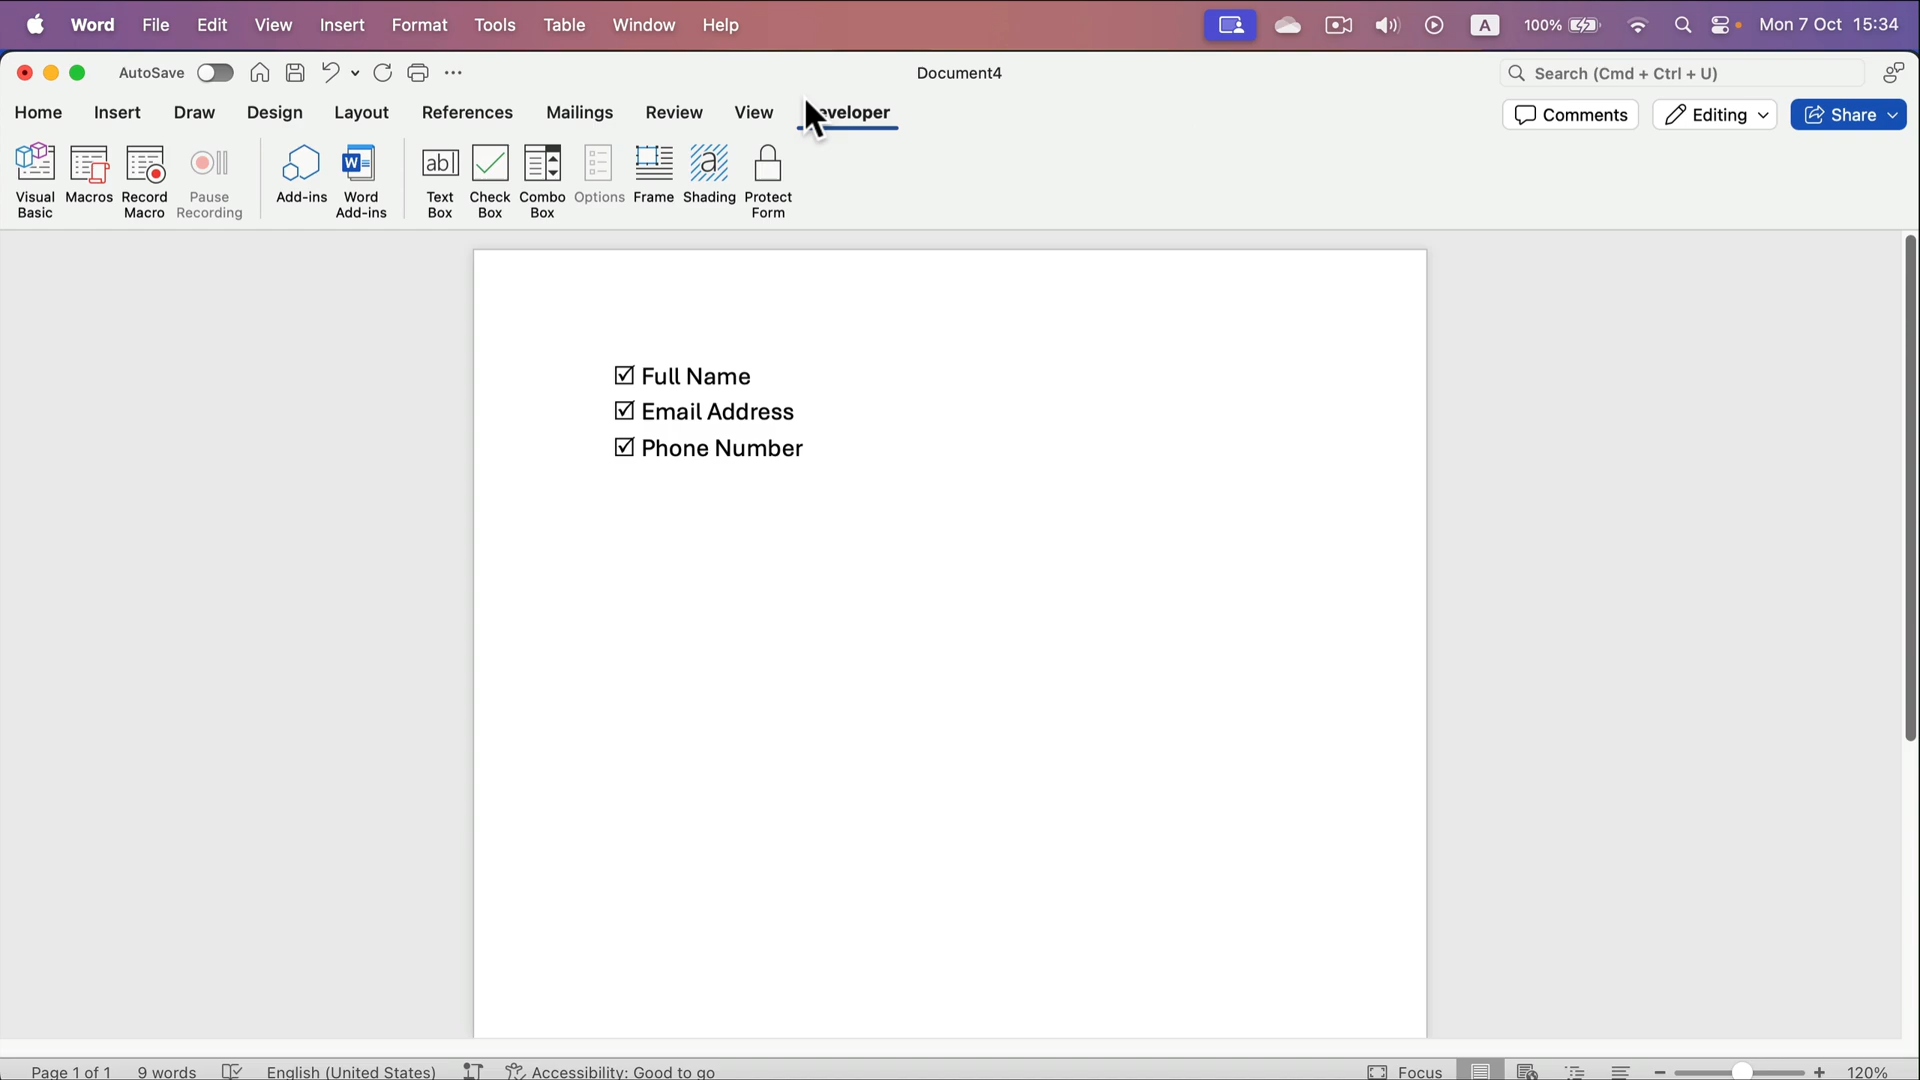 Word File Edit View Insert Format Tools Table Window Help A 100% Mon 7 Oct 15:34
AutoSave Document4 Search (Cmd + Ctrl + U)
Home Insert Draw Design Layout References Mailings Review View veloper Comments Editing Share
Visual Basic Macros Record Macro Pause Recording Add-ins W Word Add-ins ab Text Box Check Box Combo Box Options Frame a Shading Protect Form
☑ Full Name
☑ Email Address
☑ Phone Number
Page 1 of 1 9 words English (United States) Accessibility: Good to go Focus 120%